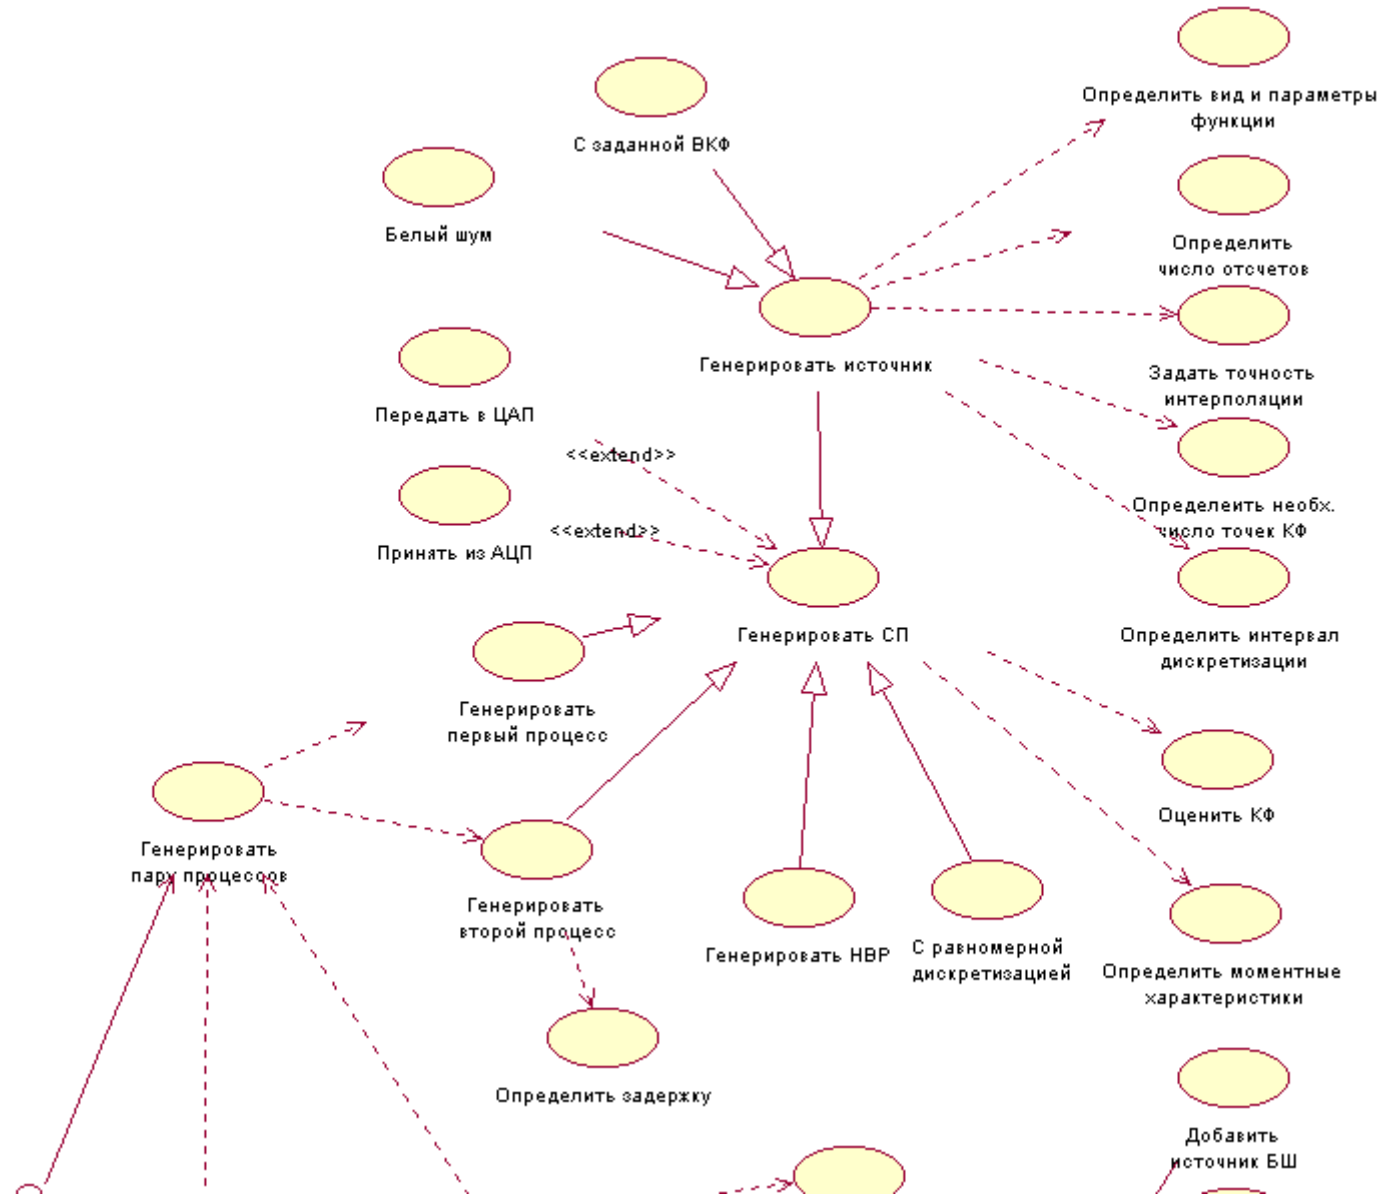 Определить вид и параметры
функции
С заданной ВКФ
Белый шум
Определить
число отсчетов
Генерировать источник
Задать точность
интерполяции
Передать в ЦАП
<<extend>>
Определеить необх.
число точек КФ
<<extend>>
Принять из АЦП
Генерировать СП
Определить интервал
дискретизации
Генерировать
первый процесс
Оценить КФ
Генерировать
пару процессов
Генерировать
второй процесс
Генерировать НВР
С равномерной
дискретизацией
Определить моментные
характеристики
Определить задержку
Добавить
источник БШ